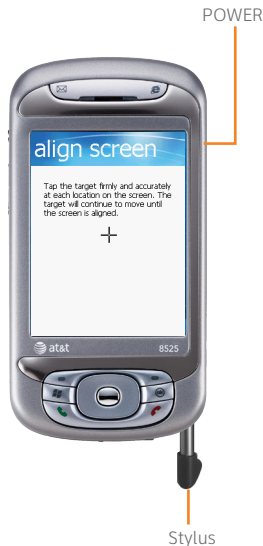 POWER
align screen
Tap the target firmly and accurately
at each location on the screen. The
target will continue to move until
the screen is aligned.
at&t 8525
Stylus